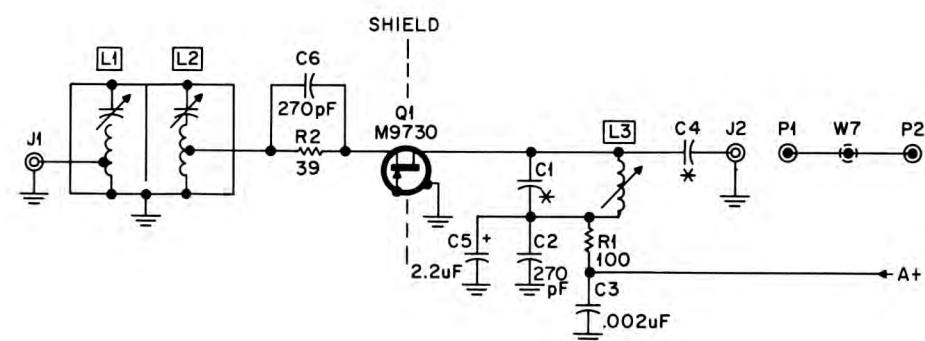 SHIELD
L1
L2
C6
270pF
Q1
M9730
R2
39
J1
L3
C4
*
J2
P1
W7
P2
C1
*
C5 +
2.2uF
C2
270
pF
R1
100
A+
C3
.002uF